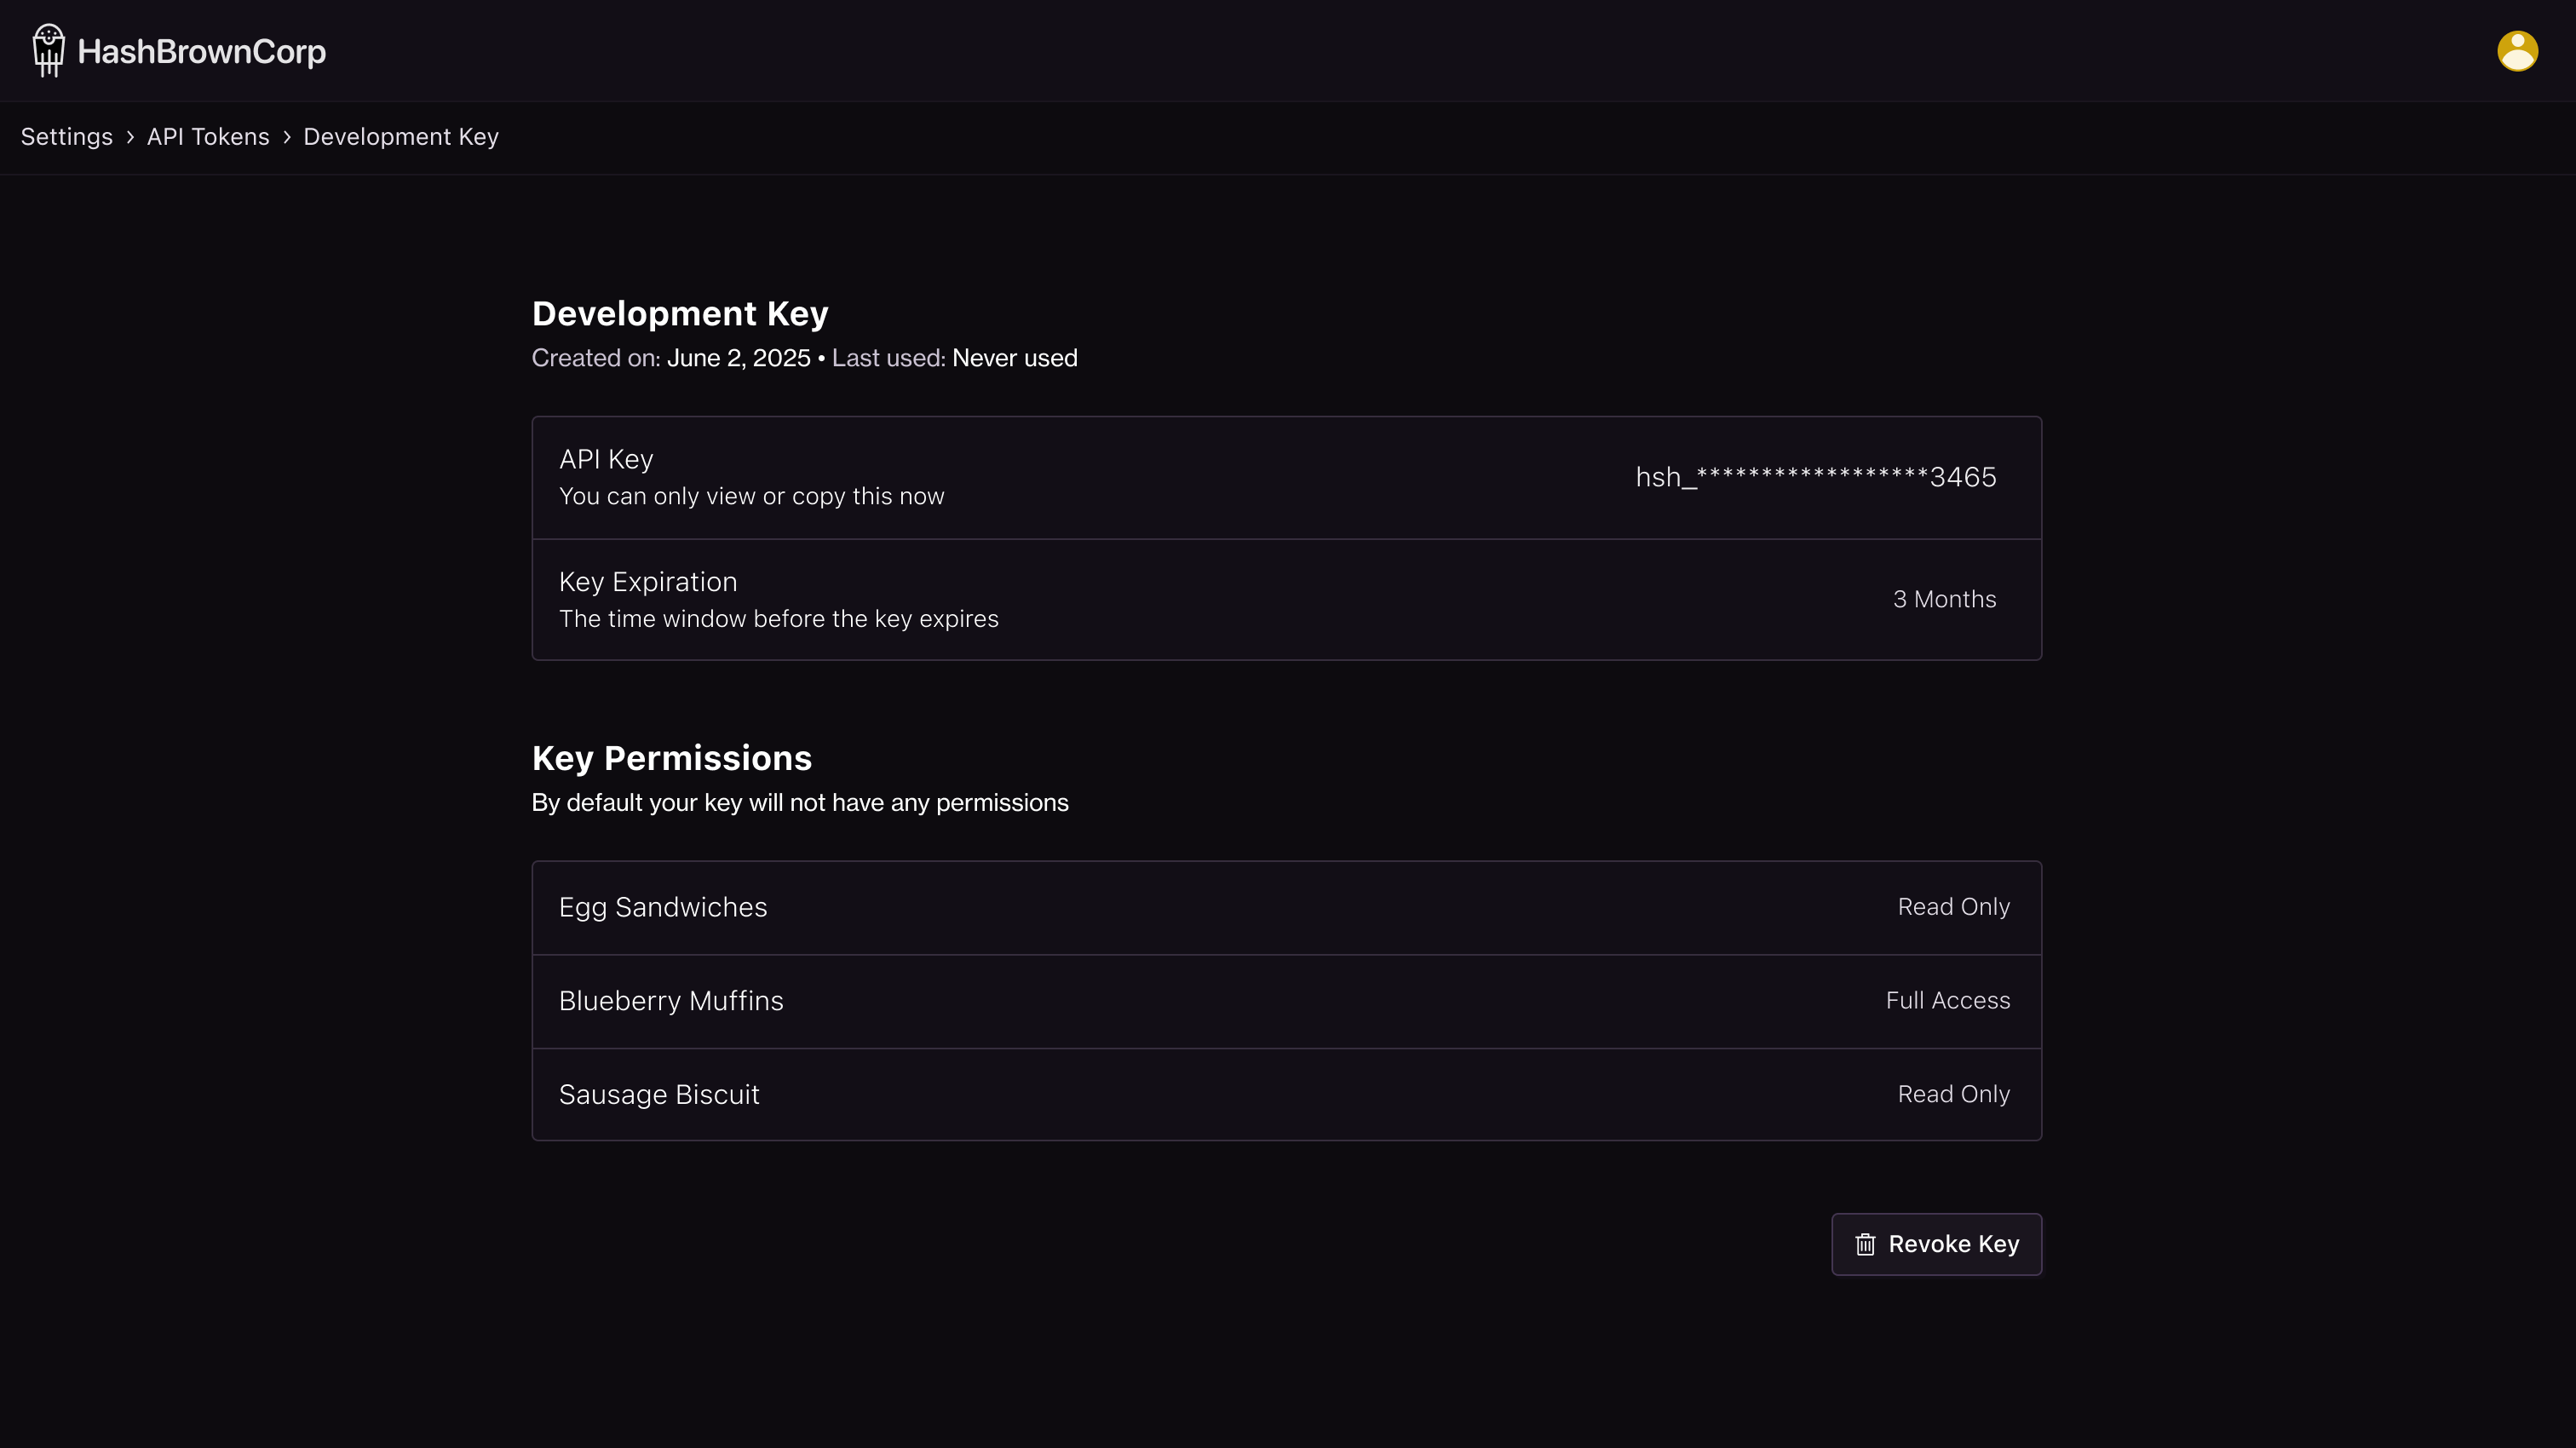 HashBrownCorp
Settings › API Tokens › Development Key
Development Key
Created on: June 2, 2025 • Last used: Never used
API Key
You can only view or copy this now
hsh_******************3465
Key Expiration
The time window before the key expires
3 Months
Key Permissions
By default your key will not have any permissions
Egg Sandwiches
Read Only
Blueberry Muffins
Full Access
Sausage Biscuit
Read Only
Revoke Key